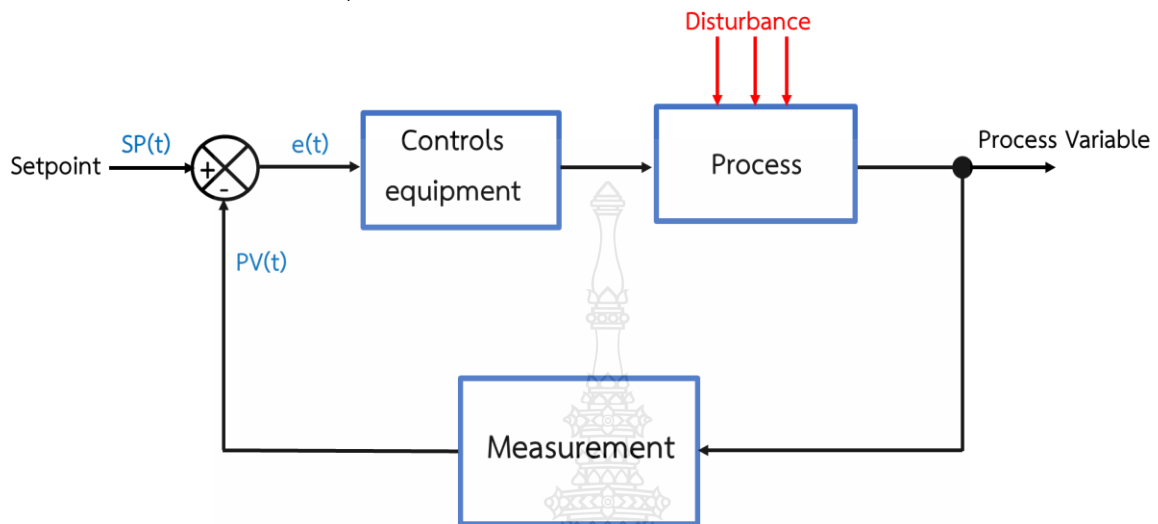 Disturbance
SP(t)
e(t)
Controls
equipment
Process
Process Variable
Setpoint
+
-
PV(t)
Measurement